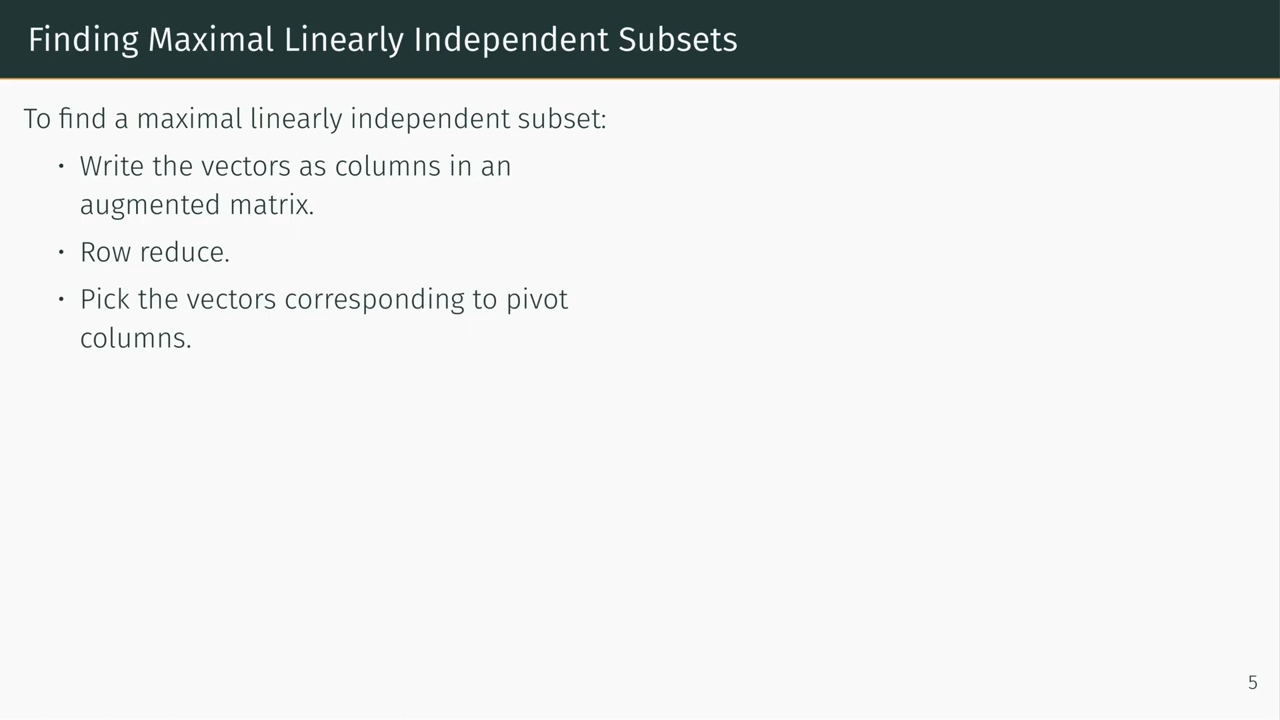 Finding Maximal Linearly Independent Subsets
To find a maximal linearly independent subset:
• Write the vectors as columns in an
augmented matrix.
• Row reduce.
• Pick the vectors corresponding to pivot
columns.
5